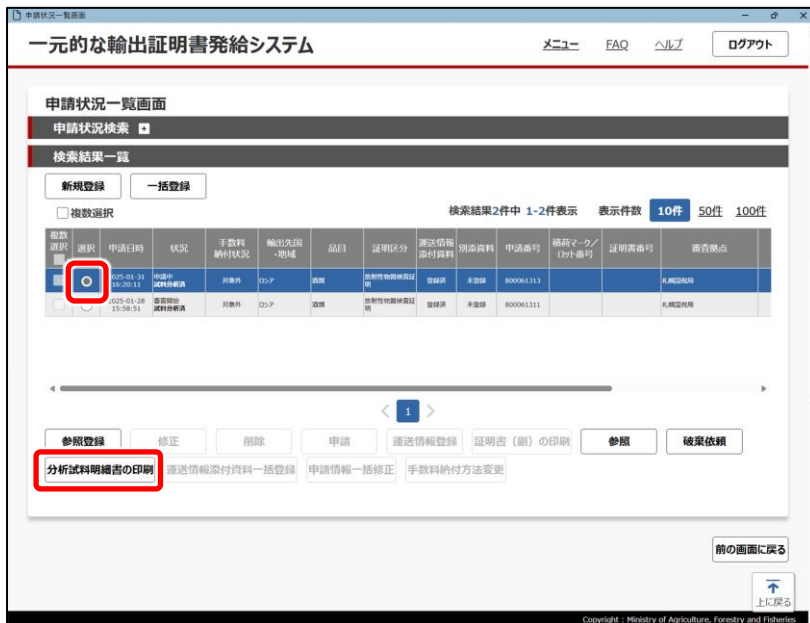 申請状況一覧画面
一元的な輸出証明書発給システム
メニュー FAQ ヘルプ ログアウト
申請状況一覧画面
申請状況検索
検索結果一覧
新規登録 一括登録
複数選択 検索結果2件中 1-2件表示 表示件数 10件 50件 100件
複数選択 選択 申請日時 状況 手数料納付状況 輸出先国・地域 品目 証明区分 運送情報添付資料 別添資料 申請番号 積荷マーク/ロット番号 証明書番号 審査拠点
025-01-31 16:20:11 申請中 試料分析済 対象外 ロシア 酒類 放射性物質検査証明 登録済 未登録 800061313 札幌国税局
2025-01-28 15:58:51 審査開始 試料分析済 対象外 ロシア 酒類 放射性物質検査証明 登録済 未登録 800061311 札幌国税局
< 1 >
参照登録 修正 削除 申請 運送情報登録 証明書（副）の印刷 参照 破棄依頼
分析試料明細書の印刷 運送情報添付資料一括登録 申請情報一括修正 手数料納付方法変更
前の画面に戻る
上に戻る
Copyright : Ministry of Agriculture, Forestry and Fisheries